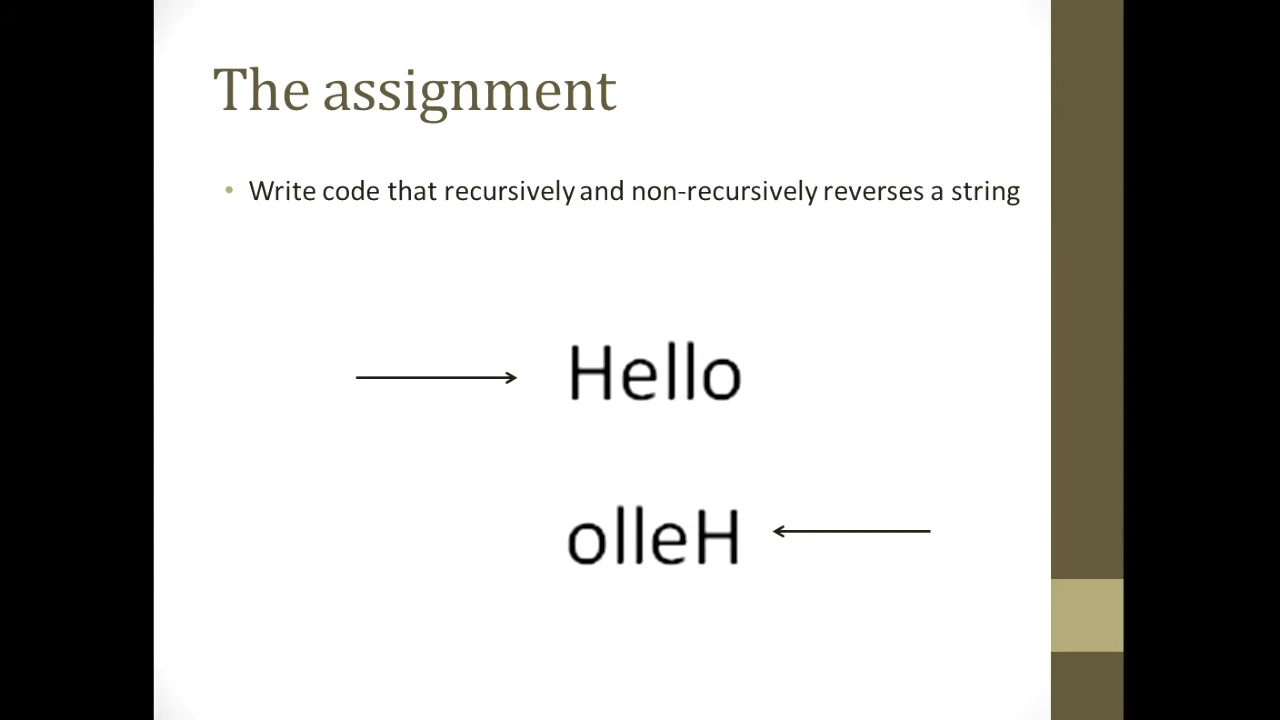 The assignment
• Write code that recursively and non-recursively reverses a string
Hello
olleH